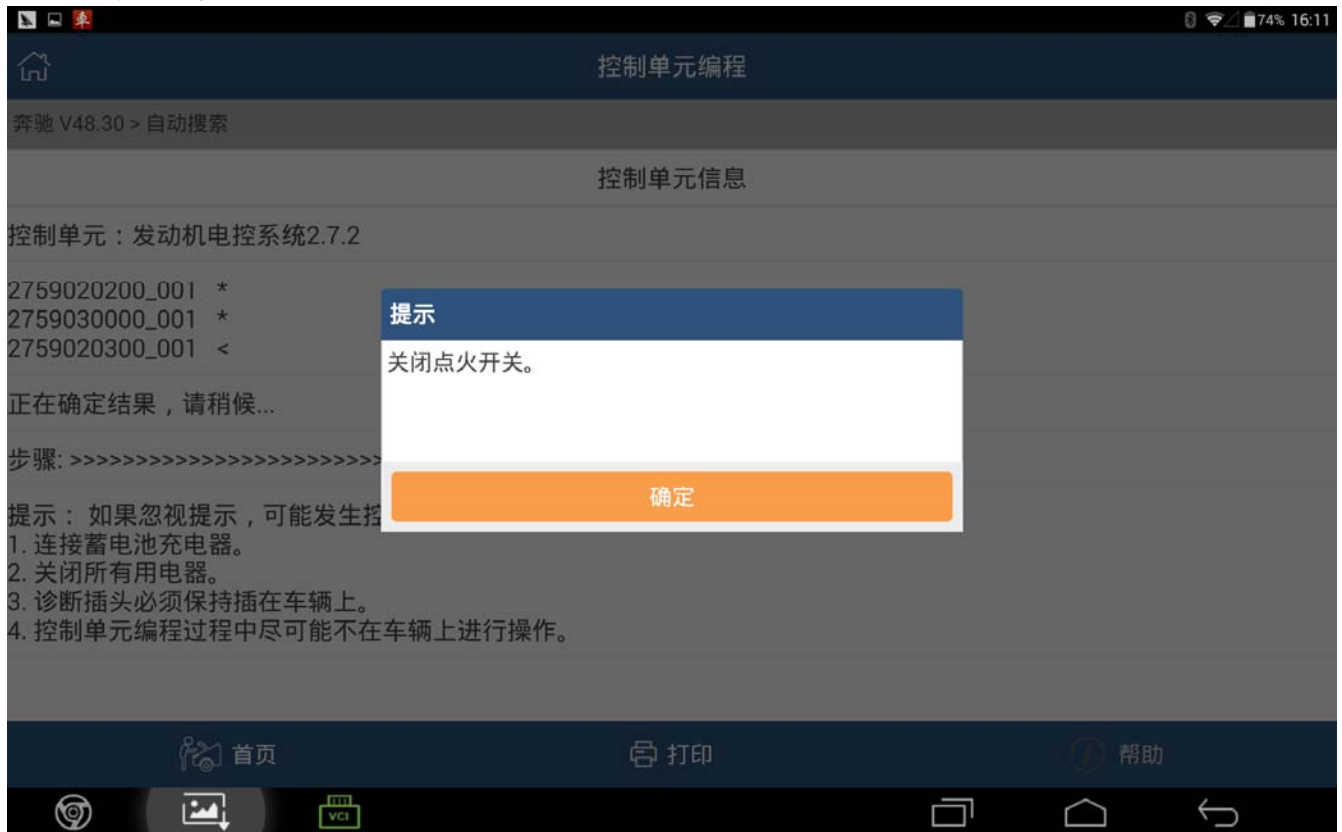 74% 16:11
控制单元编程
奔驰 V48.30 > 自动搜索
控制单元信息
控制单元：发动机电控系统2.7.2
2759020200_001 *
2759030000_001 *
2759020300_001 <
提示
关闭点火开关。
确定
正在确定结果，请稍候...
步骤: >>>>>>>>>>>>>>>>>>>>>>>>
提示： 如果忽视提示，可能发生控
1. 连接蓄电池充电器。
2. 关闭所有用电器。
3. 诊断插头必须保持插在车辆上。
4. 控制单元编程过程中尽可能不在车辆上进行操作。
首页
打印
帮助
VCI